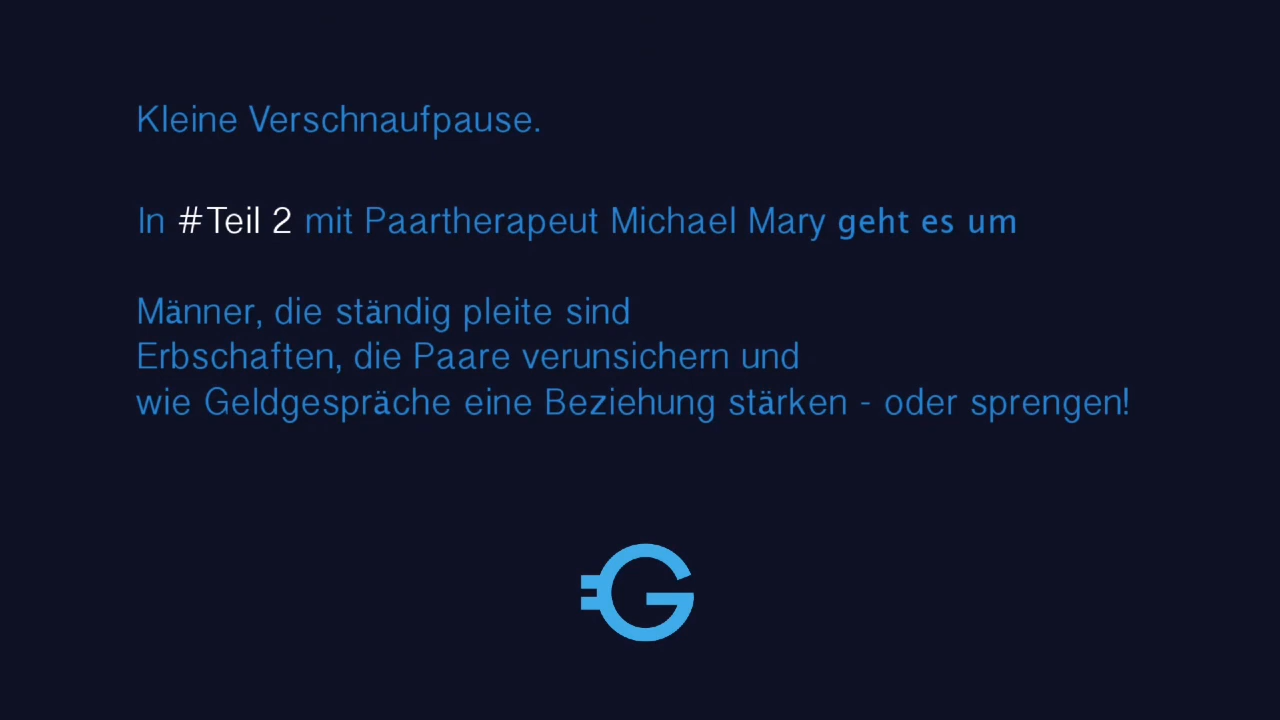 Kleine Verschnaufpause.
In #Teil 2 mit Paartherapeut Michael Mary geht es um
Männer, die ständig pleite sind
Erbschaften, die Paare verunsichern und
wie Geldgespräche eine Beziehung stärken - oder sprengen!